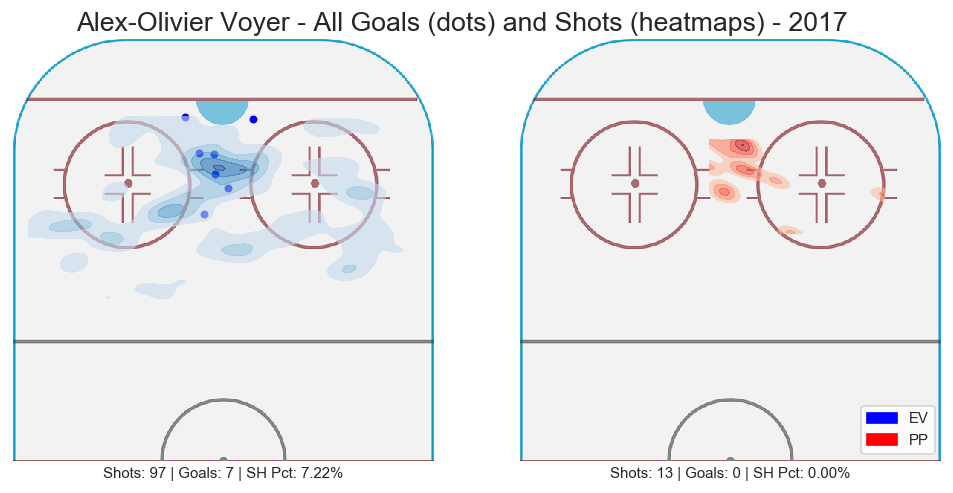 Alex-Olivier Voyer - All Goals (dots) and Shots (heatmaps) - 2017
EV
PP
Shots: 97 | Goals: 7 | SH Pct: 7.22%
Shots: 13 | Goals: 0 | SH Pct: 0.00%